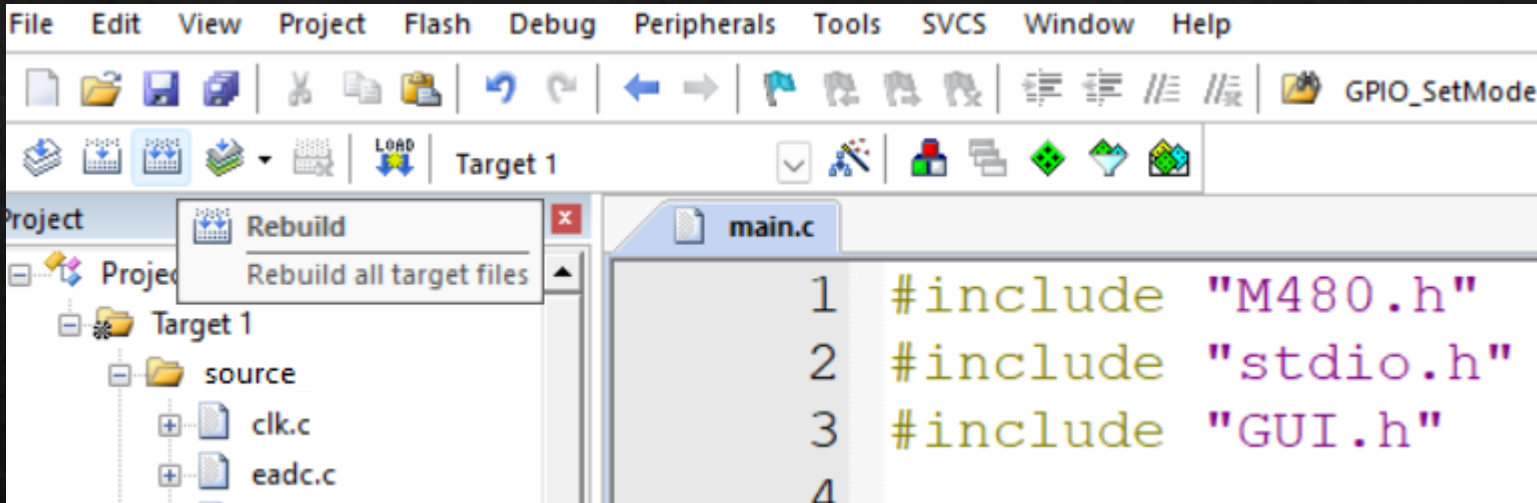 File Edit View Project Flash Debug Peripherals Tools SVCS Window Help
GPIO_SetMode
LOAD
Target 1
Project
Rebuild
main.c
Rebuild all target files
Projec
Target 1
source
clk.c
eadc.c
1 #include "M480.h"
2 #include "stdio.h"
3 #include "GUI.h"
4